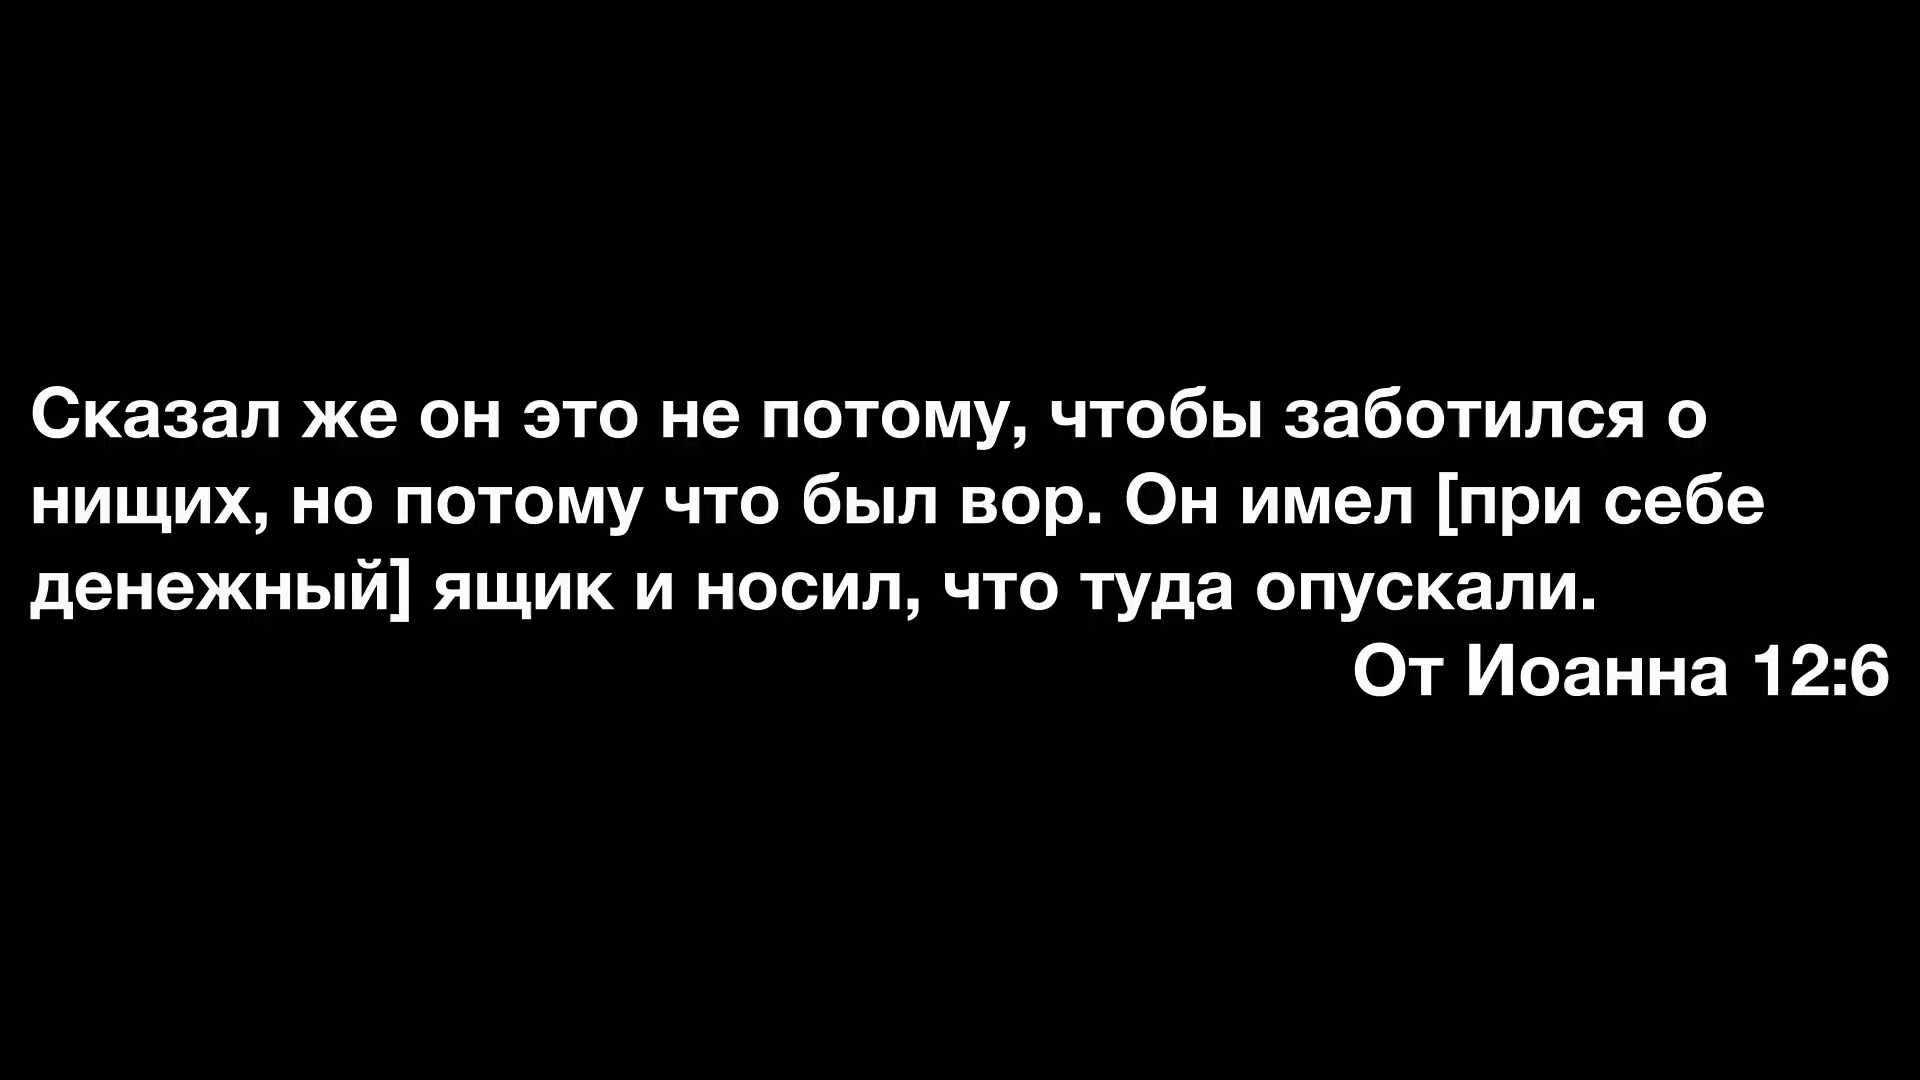 Сказал же он это не потому, чтобы заботился о
нищих, но потому что был вор. Он имел [при себе
денежный] ящик и носил, что туда опускали.
От Иоанна 12:6